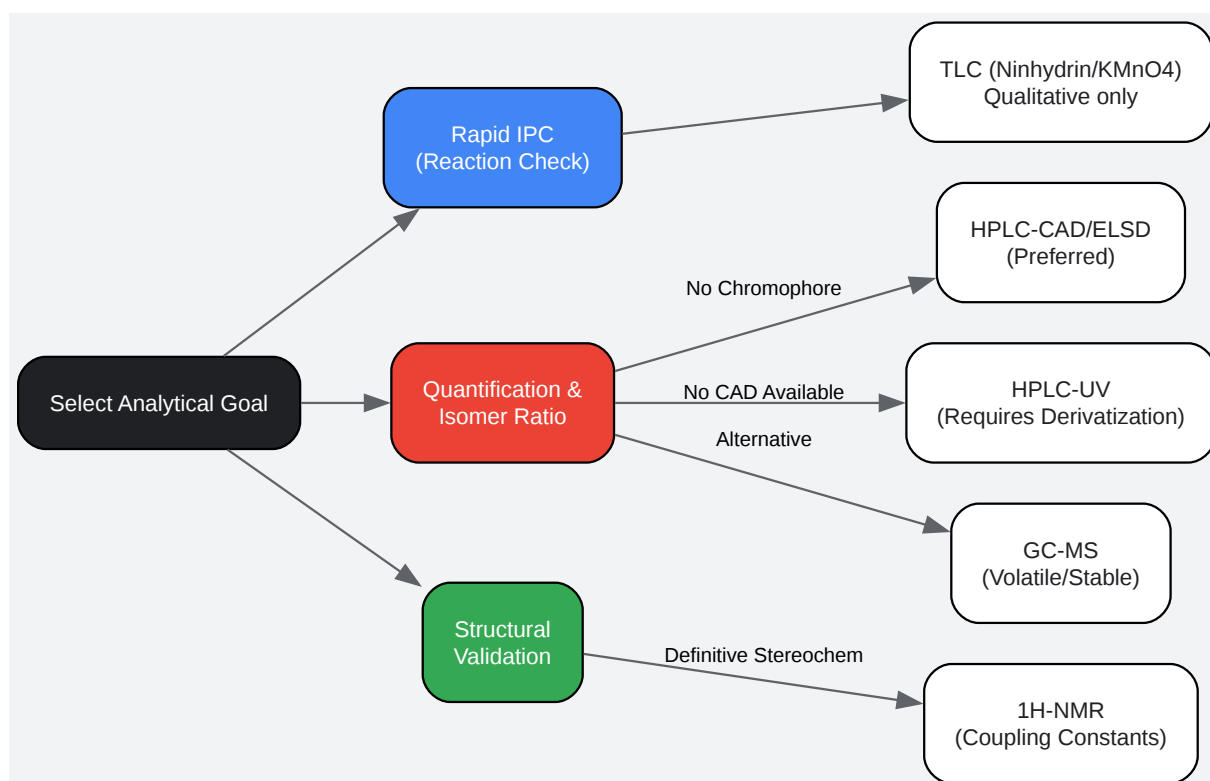 TLC (Ninhydrin/KMnO4)
Qualitative only
Rapid IPC
(Reaction Check)
HPLC-CAD/ELSD
(Preferred)
No Chromophore
Select Analytical Goal
Quantification &
Isomer Ratio
No CAD Available
HPLC-UV
(Requires Derivatization)
Alternative
GC-MS
(Volatile/Stable)
Structural
Validation
Definitive Stereochem
1H-NMR
(Coupling Constants)